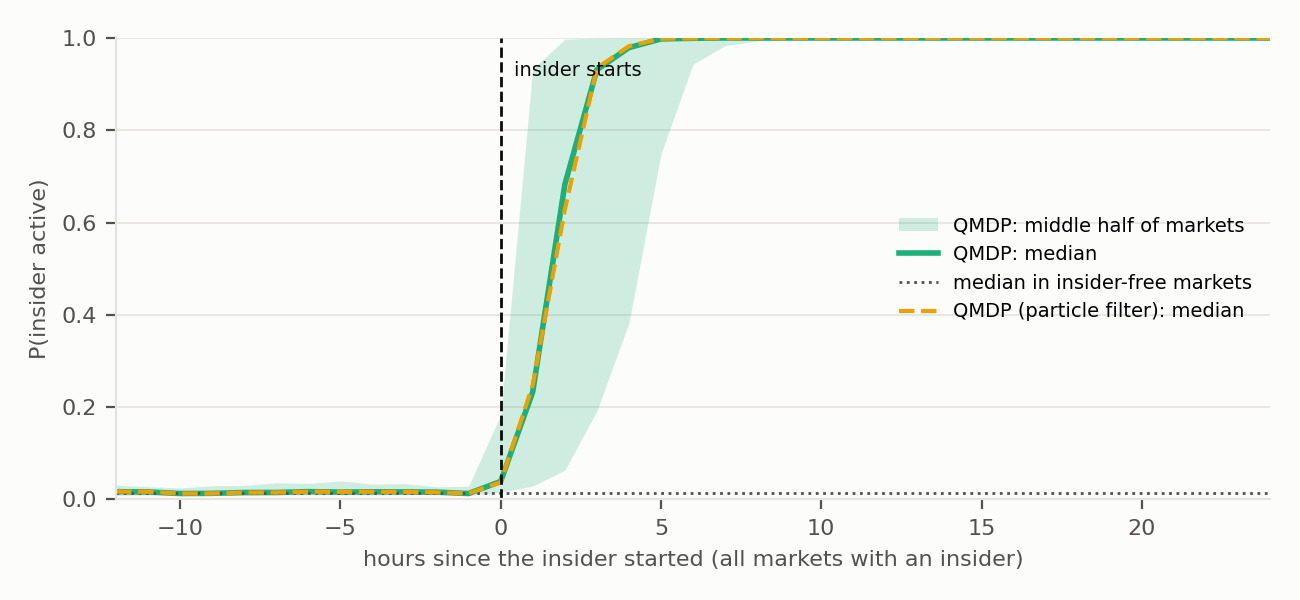 1.0
0.8
0.6
0.4
0.2
0.0
P(insider active)
insider starts
QMDP: middle half of markets
QMDP: median
median in insider-free markets
QMDP (particle filter): median
−10 −5 0 5 10 15 20
hours since the insider started (all markets with an insider)